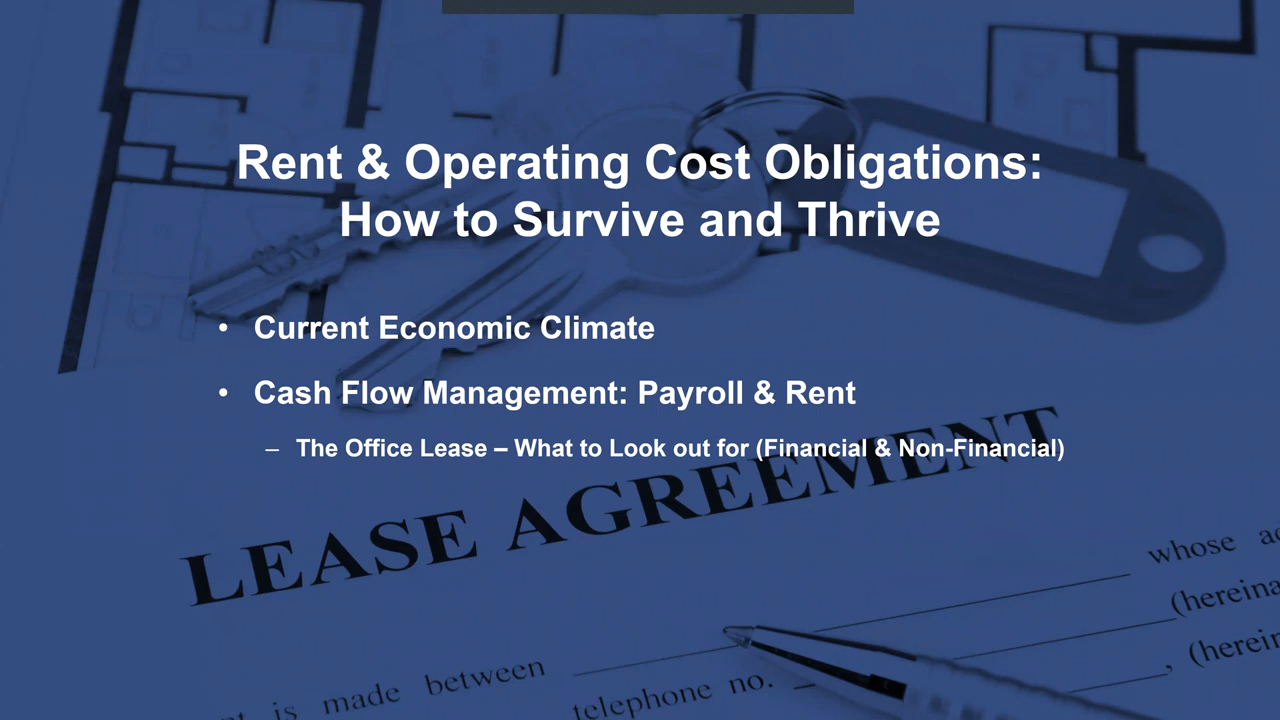 Rent & Operating Cost Obligations:
How to Survive and Thrive
• Current Economic Climate
• Cash Flow Management: Payroll & Rent
– The Office Lease – What to Look out for (Financial & Non-Financial)
LEASE AGREEMENT
whose
(hereina
, (herein
is made between
telephone no.